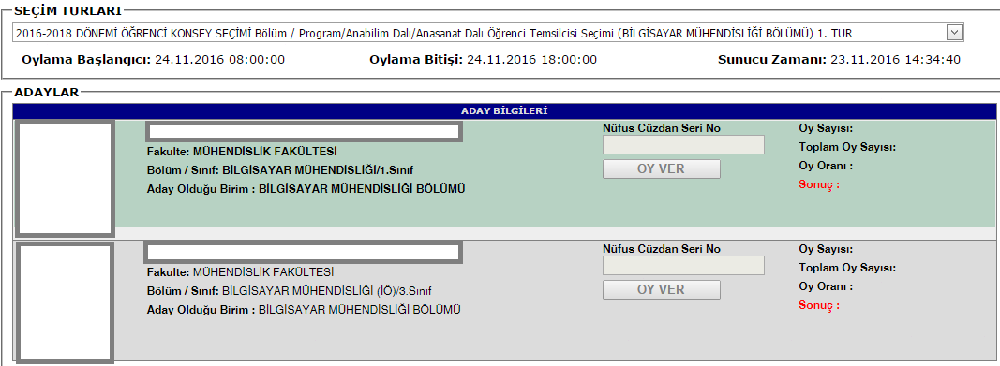 SEÇİM TURLARI
2016-2018 DÖNEMİ ÖĞRENCİ KONSEY SEÇİMİ Bölüm / Program/Anabilim Dalı/Anasanat Dalı Öğrenci Temsilcisi Seçimi (BİLGİSAYAR MÜHENDİSLİĞİ BÖLÜMÜ) 1. TUR
Oylama Başlangıcı: 24.11.2016 08:00:00 Oylama Bitişi: 24.11.2016 18:00:00 Sunucu Zamanı: 23.11.2016 14:34:40
ADAYLAR
ADAY BİLGİLERİ
Nüfus Cüzdan Seri No Oy Sayısı:
Fakulte: MÜHENDİSLİK FAKÜLTESİ Toplam Oy Sayısı:
Bölüm / Sınıf: BİLGİSAYAR MÜHENDİSLİĞİ/1.Sınıf OY VER Oy Oranı :
Aday Olduğu Birim : BİLGİSAYAR MÜHENDİSLİĞİ BÖLÜMÜ Sonuç :
Nüfus Cüzdan Seri No Oy Sayısı:
Fakulte: MÜHENDİSLİK FAKÜLTESİ Toplam Oy Sayısı:
Bölüm / Sınıf: BİLGİSAYAR MÜHENDİSLİĞİ (İÖ)/3.Sınıf OY VER Oy Oranı :
Aday Olduğu Birim : BİLGİSAYAR MÜHENDİSLİĞİ BÖLÜMÜ Sonuç :